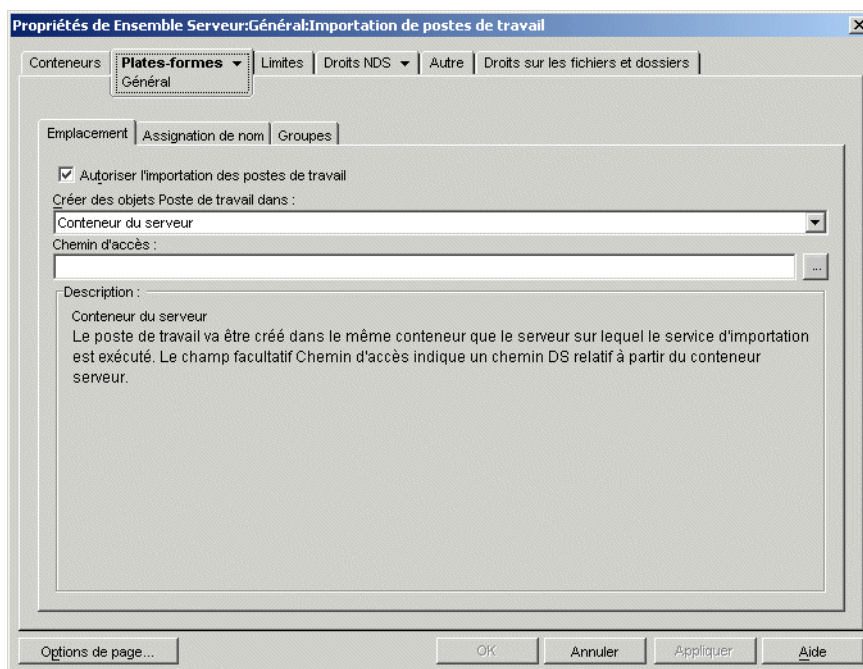 Propriétés de Ensemble Serveur:Général:Importation de postes de travail
Conteneurs Plates-formes Limites Droits NDS Autre Droits sur les fichiers et dossiers
Général
Emplacement Assignation de nom Groupes
Autoriser l'importation des postes de travail
Créer des objets Poste de travail dans :
Conteneur du serveur
Chemin d'accès :
...
Description :
Conteneur du serveur
Le poste de travail va être créé dans le même conteneur que le serveur sur lequel le service d'importation
est exécuté. Le champ facultatif Chemin d'accès indique un chemin DS relatif à partir du conteneur
serveur.
Options de page... OK Annuler Appliquer Aide